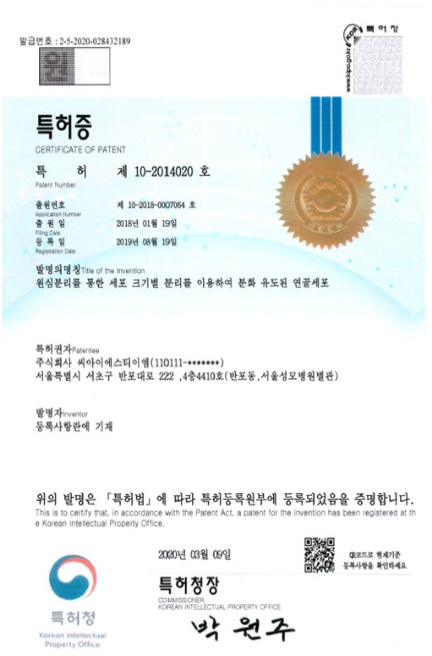 발급번호 : 2-5-2020-028432189
특허청
특허증
CERTIFICATE OF PATENT
특 허 제 10-2014020 호
Patent Number
출원번호 제 10-2018-0007064 호
Application Number
출원일 2018년 01월 19일
Filing Date
등록일 2019년 08월 19일
Registration Date
발명의명칭 Title of the Invention
원심분리를 통한 세포 크기별 분리를 이용하여 분화 유도된 연골세포
특허권자 Patentee
주식회사 씨아이에스티이엠(110111-*******)
서울특별시 서초구 반포대로 222 ,4층4410호(반포동,서울성모병원별관)
발명자 Inventor
등록사항란에 기재
위의 발명은 「특허법」에 따라 특허등록원부에 등록되었음을 증명합니다.
This is to certify that, in accordance with the Patent Act, a patent for the invention has been registered at th
e Korean Intellectual Property Office.
2020년 03월 09일
QR코드로 현재기준
등록사항을 확인하세요
특허청장
COMMISSIONER,
KOREAN INTELLECTUAL PROPERTY OFFICE
박원주
특허청
Korean Intellectual
Property Office